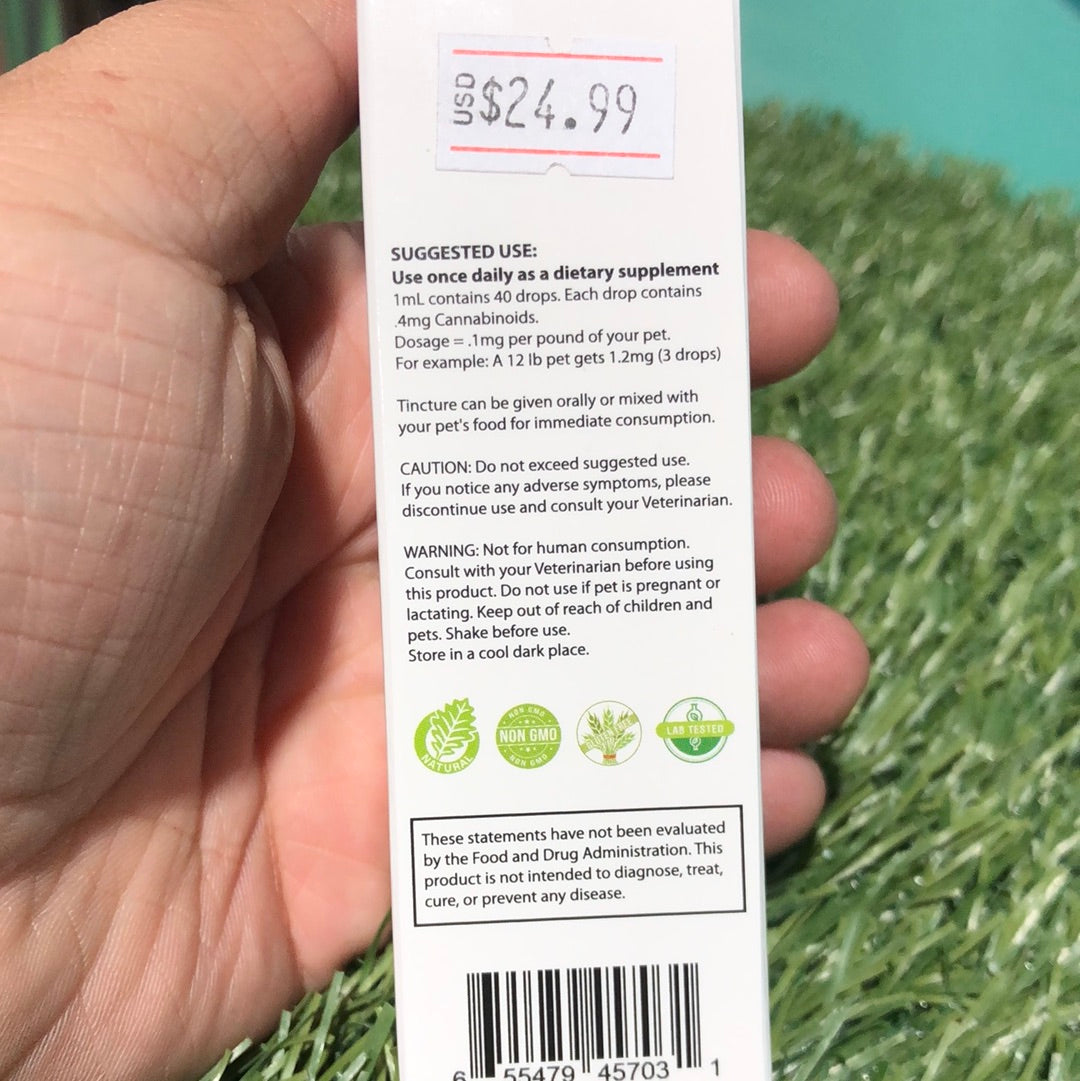 USD $24.99
SUGGESTED USE:
Use once daily as a dietary supplement
1mL contains 40 drops. Each drop contains
.4mg Cannabinoids.
Dosage = .1mg per pound of your pet.
For example: A 12 lb pet gets 1.2mg (3 drops)
Tincture can be given orally or mixed with
your pet's food for immediate consumption.
CAUTION: Do not exceed suggested use.
If you notice any adverse symptoms, please
discontinue use and consult your Veterinarian.
WARNING: Not for human consumption.
Consult with your Veterinarian before using
this product. Do not use if pet is pregnant or
lactating. Keep out of reach of children and
pets. Shake before use.
Store in a cool dark place.
NATURAL
NON GMO
NON GMO
NON GMO
LAB TESTED
These statements have not been evaluated
by the Food and Drug Administration. This
product is not intended to diagnose, treat,
cure, or prevent any disease.
6 55479 45703 1